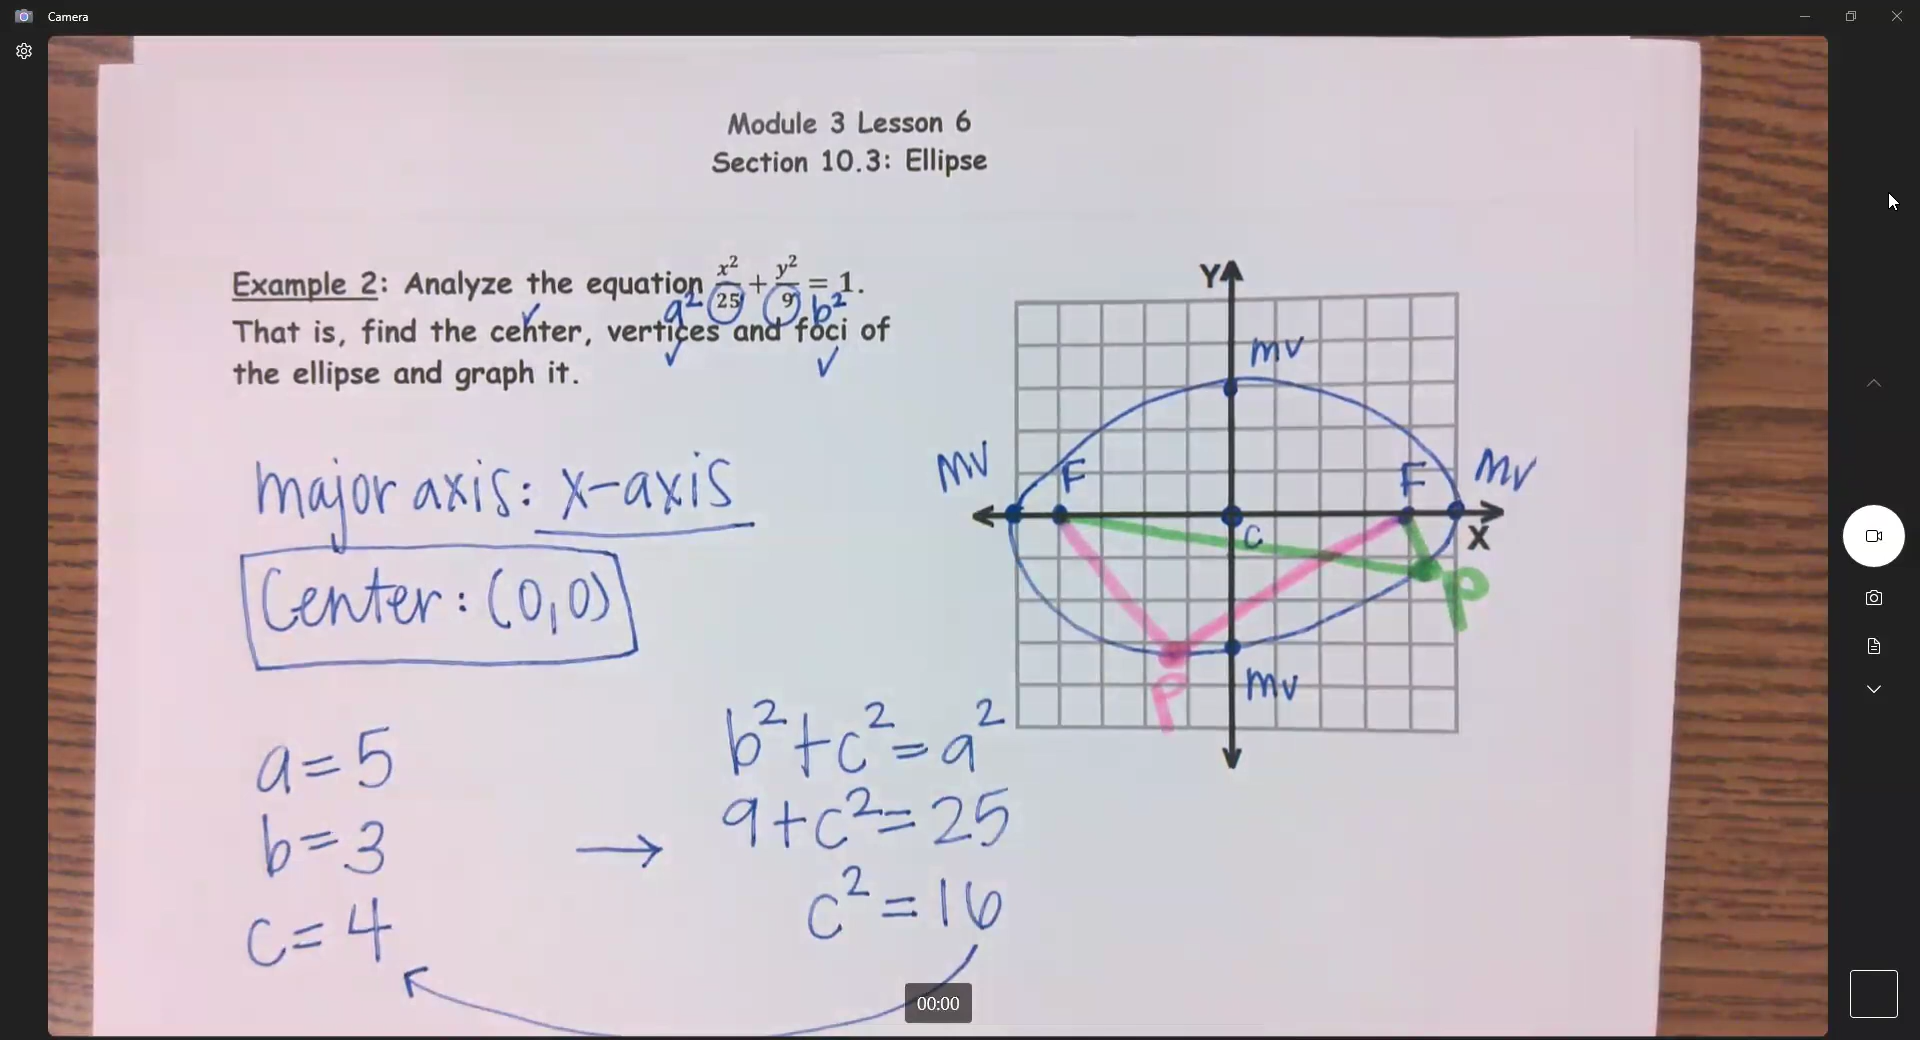 Camera
Module 3 Lesson 6
Section 10.3: Ellipse
Example 2: Analyze the equation x²/25 + y²/9 = 1.
a² b²
That is, find the center, vertices and foci of
the ellipse and graph it.
major axis: x-axis
Center: (0,0)
a=5
b=3
c=4
b²+c²=a²
9+c²=25
c²=16
Y
mv
MV
F
F
MV
C
X
P
mv
P
00:00